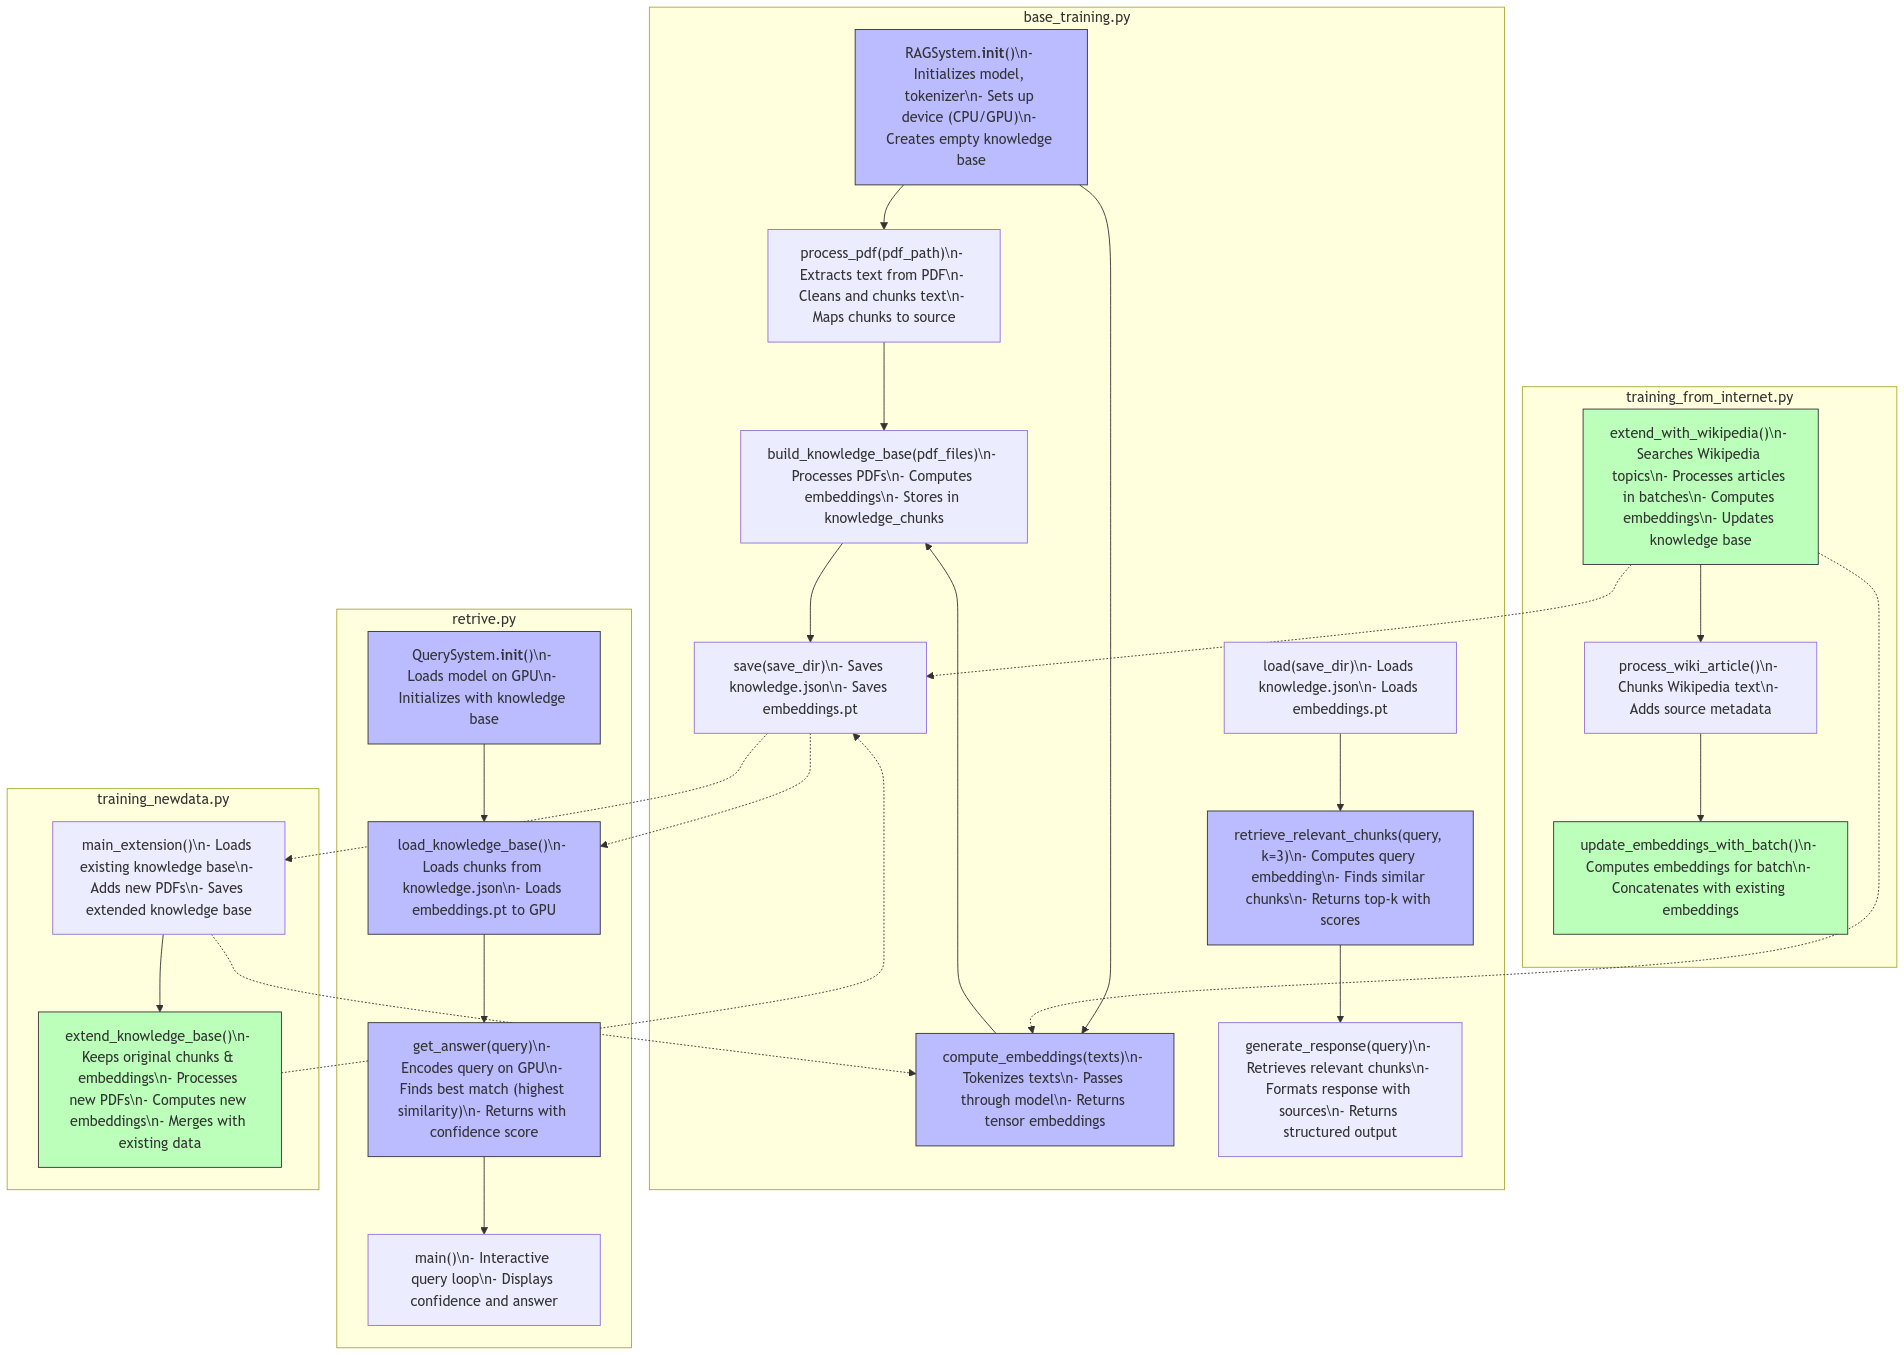 base_training.py
RAGSystem.init()\n-
Initializes model,
tokenizer\n- Sets up
device (CPU/GPU)\n-
Creates empty knowledge
base
process_pdf(pdf_path)\n-
Extracts text from PDF\n-
Cleans and chunks text\n-
Maps chunks to source
build_knowledge_base(pdf_files)\n-
Processes PDFs\n- Computes
embeddings\n- Stores in
knowledge_chunks
save(save_dir)\n- Saves
knowledge.json\n- Saves
embeddings.pt
load(save_dir)\n- Loads
knowledge.json\n- Loads
embeddings.pt
retrieve_relevant_chunks(query,
k=3)\n- Computes query
embedding\n- Finds similar
chunks\n- Returns top-k with
scores
compute_embeddings(texts)\n-
Tokenizes texts\n- Passes
through model\n- Returns
tensor embeddings
generate_response(query)\n-
Retrieves relevant chunks\n-
Formats response with
sources\n- Returns
structured output
training_from_internet.py
extend_with_wikipedia()\n-
Searches Wikipedia
topics\n- Processes articles
in batches\n- Computes
embeddings\n- Updates
knowledge base
process_wiki_article()\n-
Chunks Wikipedia text\n-
Adds source metadata
update_embeddings_with_batch()\n-
Computes embeddings for batch\n-
Concatenates with existing
embeddings
retrive.py
QuerySystem.init()\n-
Loads model on GPU\n-
Initializes with knowledge
base
load_knowledge_base()\n-
Loads chunks from
knowledge.json\n- Loads
embeddings.pt to GPU
get_answer(query)\n-
Encodes query on GPU\n-
Finds best match (highest
similarity)\n- Returns with
confidence score
main()\n- Interactive
query loop\n- Displays
confidence and answer
training_newdata.py
main_extension()\n- Loads
existing knowledge base\n-
Adds new PDFs\n- Saves
extended knowledge base
extend_knowledge_base()\n-
Keeps original chunks &
embeddings\n- Processes
new PDFs\n- Computes new
embeddings\n- Merges with
existing data